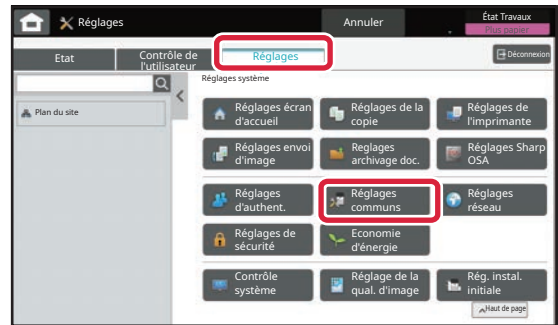 Réglages
Annuler
État Travaux
Plus papier
Etat
Contrôle de
l'utilisateur
Réglages
Déconnexion
Réglages système
Plan du site
Réglages écran
d'accueil
Réglages de la
copie
Réglages de
l'imprimante
Réglages envoi
d'image
Reglages
archivage doc.
Réglages Sharp
OSA
Réglages
d'authent.
Réglages
communs
Réglages
réseau
Réglages de
sécurité
Economie
d'énergie
Contrôle
système
Réglage de la
qual. d'image
Rég. instal.
initiale
Haut de page